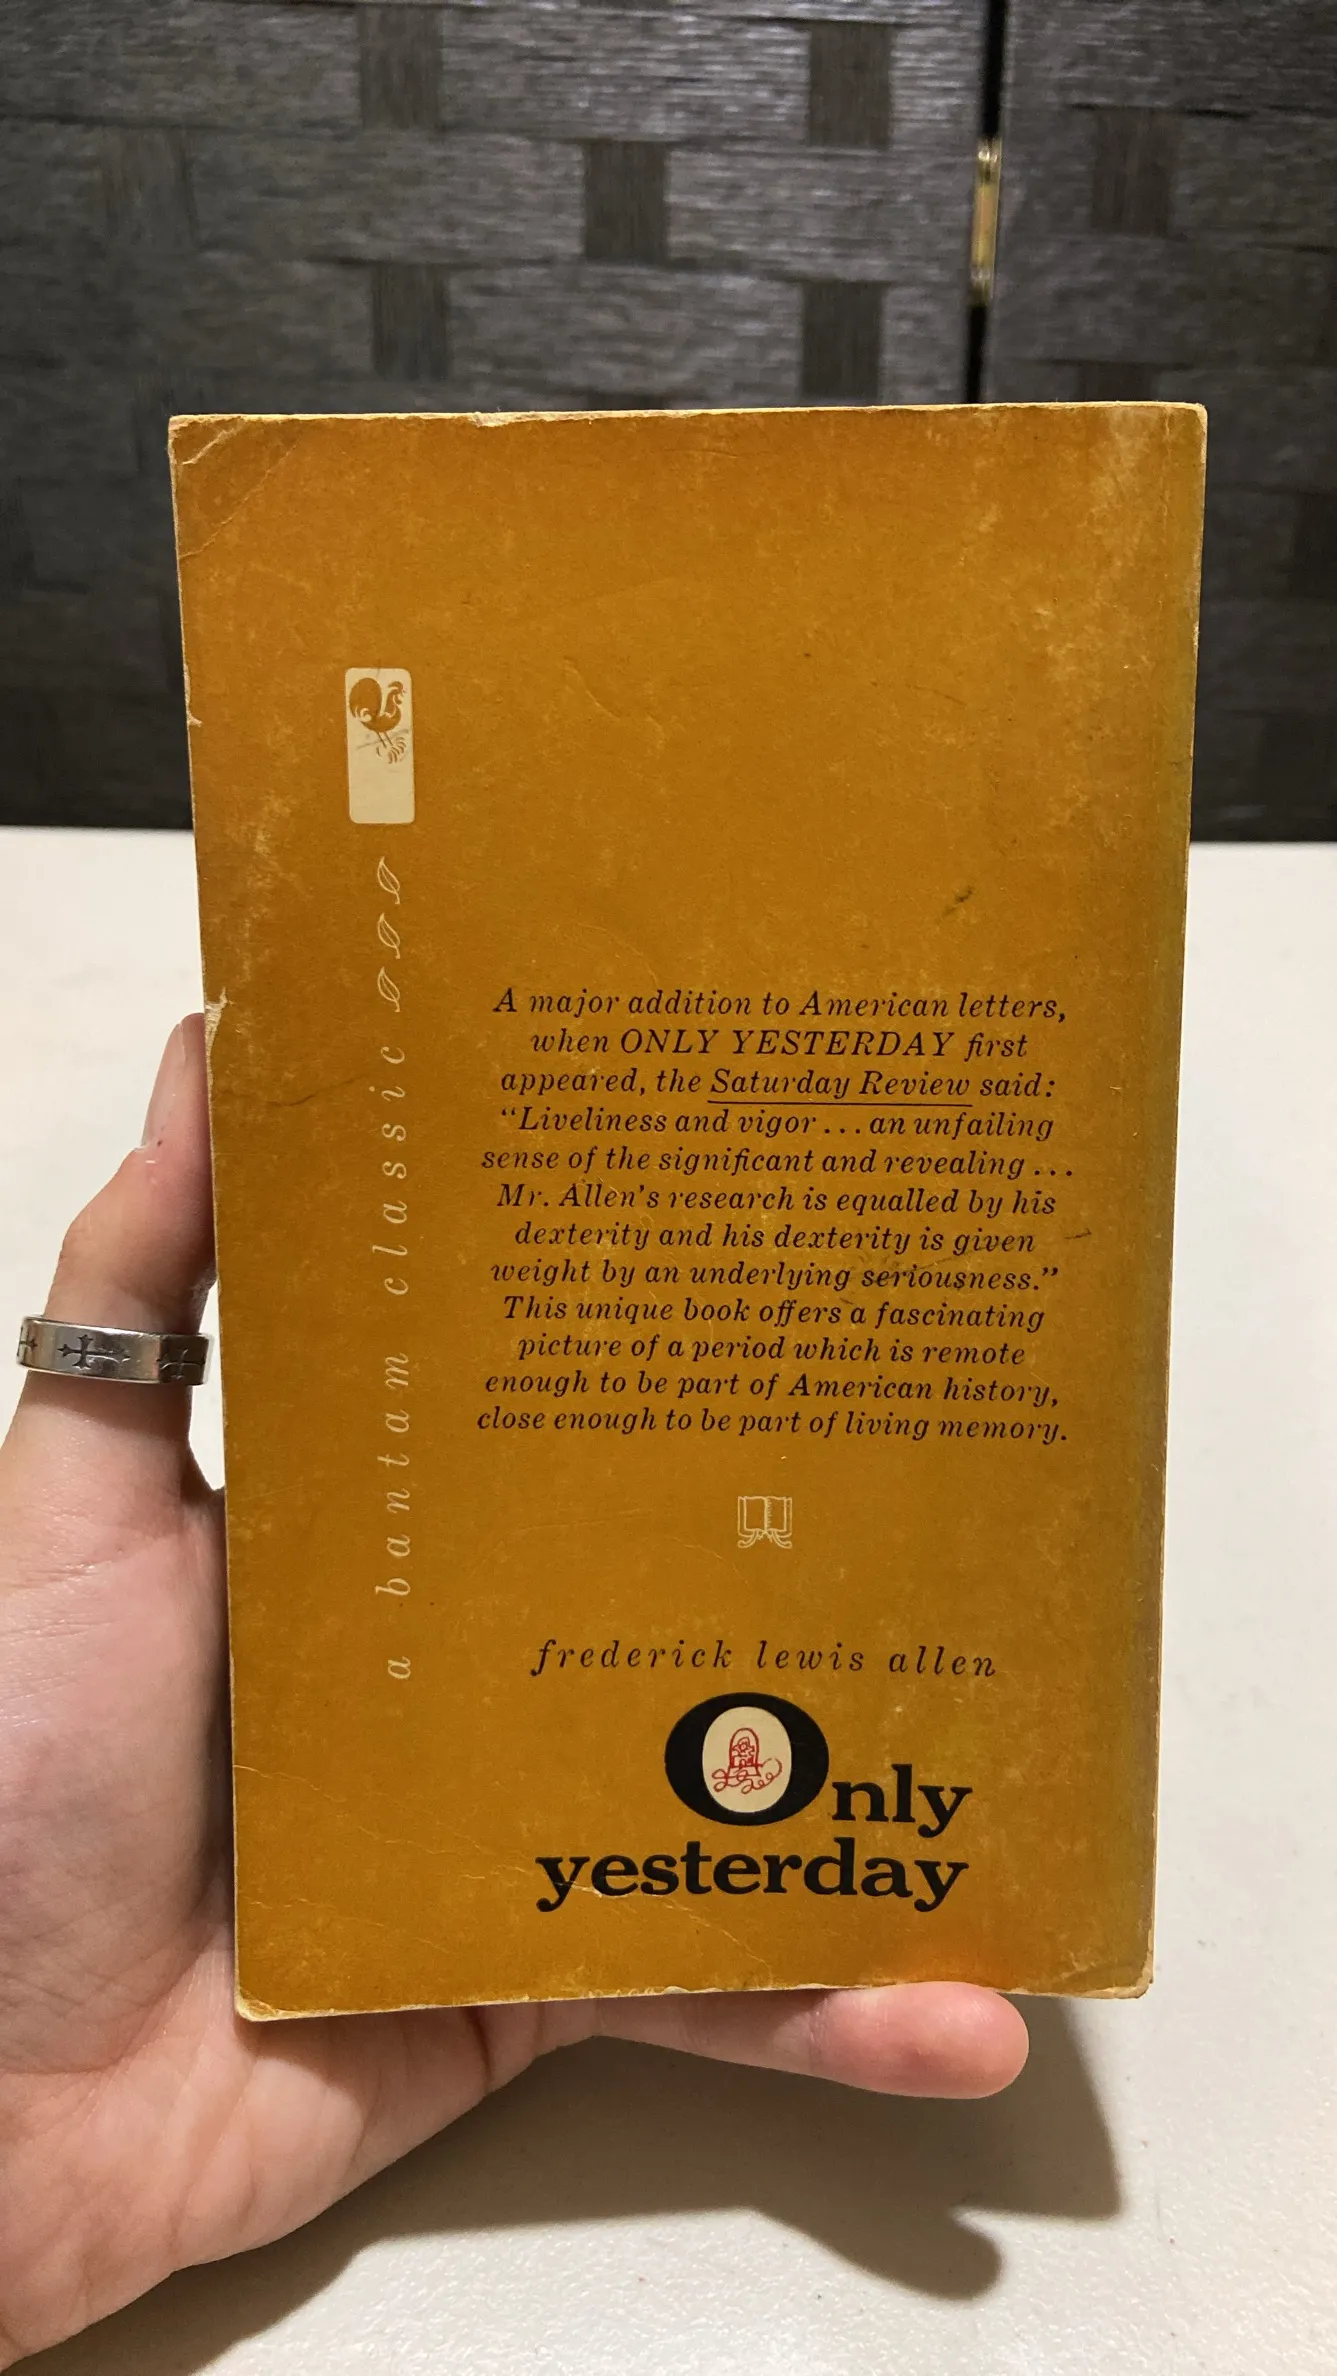 a bantam classic
A major addition to American letters,
when ONLY YESTERDAY first
appeared, the Saturday Review said:
“Liveliness and vigor . . . an unfailing
sense of the significant and revealing . . .
Mr. Allen’s research is equalled by his
dexterity and his dexterity is given
weight by an underlying seriousness.”
This unique book offers a fascinating
picture of a period which is remote
enough to be part of American history,
close enough to be part of living memory.
frederick lewis allen
Only
yesterday